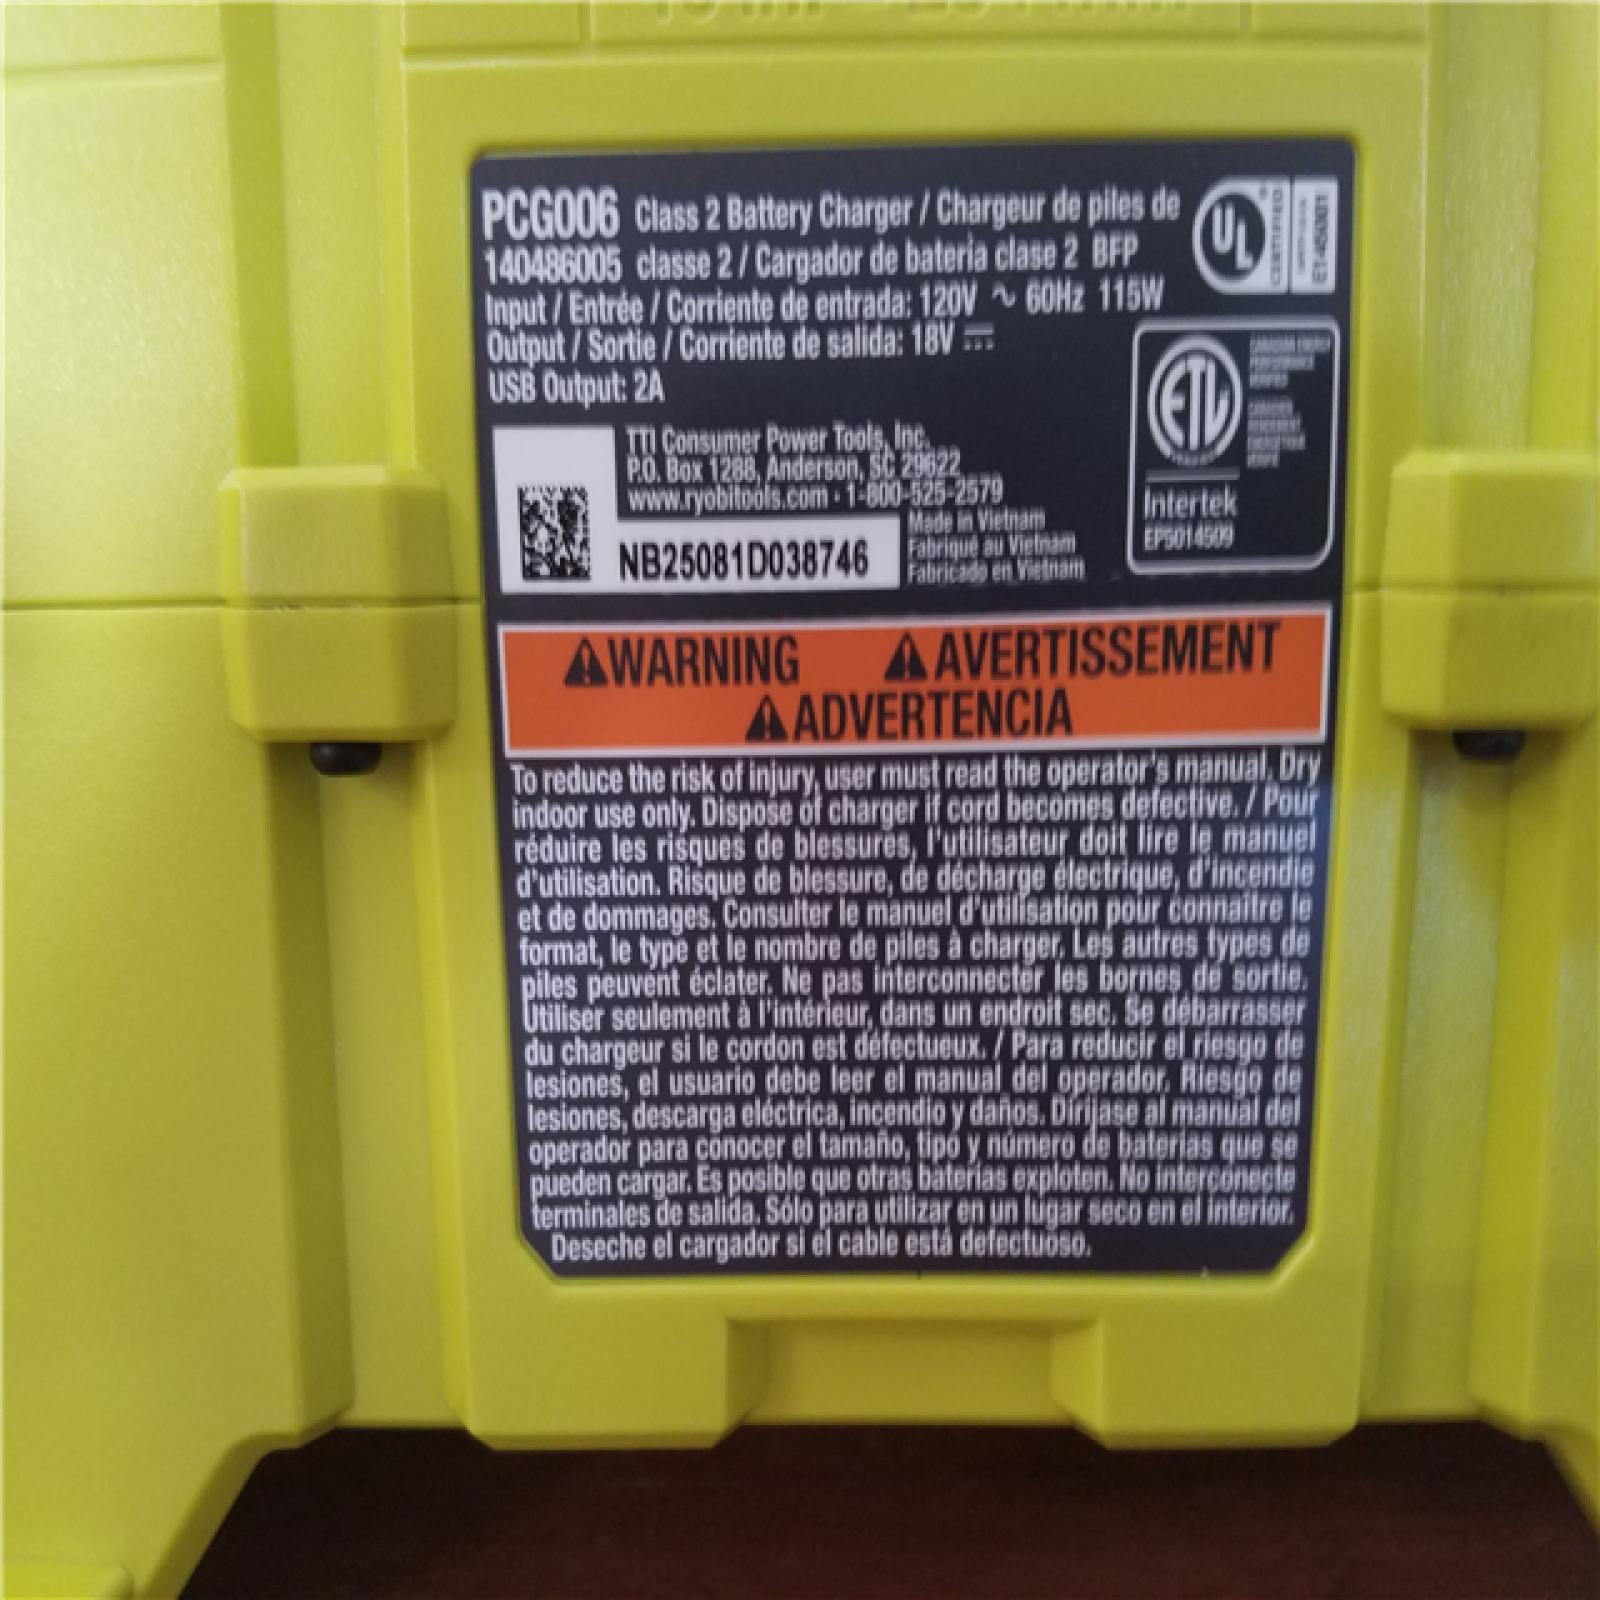 PCG006 Class 2 Battery Charger / Chargeur de piles de
140486005 classe 2 / Cargador de batería clase 2 BFP
Input / Entrée / Corriente de entrada: 120V ~ 60Hz 115W
Output / Sortie / Corriente de salida: 18V ⎓
USB Output: 2A
UL
CERTIFIED
ETL
Intertek
EPS014509
TTI Consumer Power Tools, Inc.
P.O. Box 1288, Anderson, SC 29622
www.ryobitools.com · 1-800-525-2579
Made in Vietnam
Fabriqué au Vietnam
Fabricado en Vietnam
NB25081D038746
⚠WARNING ⚠AVERTISSEMENT
⚠ADVERTENCIA
To reduce the risk of injury, user must read the operator's manual. Dry
indoor use only. Dispose of charger if cord becomes defective. / Pour
réduire les risques de blessures, l'utilisateur doit lire le manuel
d'utilisation. Risque de blessure, de décharge électrique, d'incendie
et de dommages. Consulter le manuel d'utilisation pour connaître le
format, le type et le nombre de piles à charger. Les autres types de
piles peuvent éclater. Ne pas interconnecter les bornes de sortie.
Utiliser seulement à l'intérieur, dans un endroit sec. Se débarrasser
du chargeur si le cordon est défectueux. / Para reducir el riesgo de
lesiones, el usuario debe leer el manual del operador. Riesgo de
lesiones, descarga eléctrica, incendio y daños. Diríjase al manual del
operador para conocer el tamaño, tipo y número de baterías que se
pueden cargar. Es posible que otras baterías exploten. No interconecte
terminales de salida. Sólo para utilizar en un lugar seco en el interior.
Deseche el cargador si el cable está defectuoso.